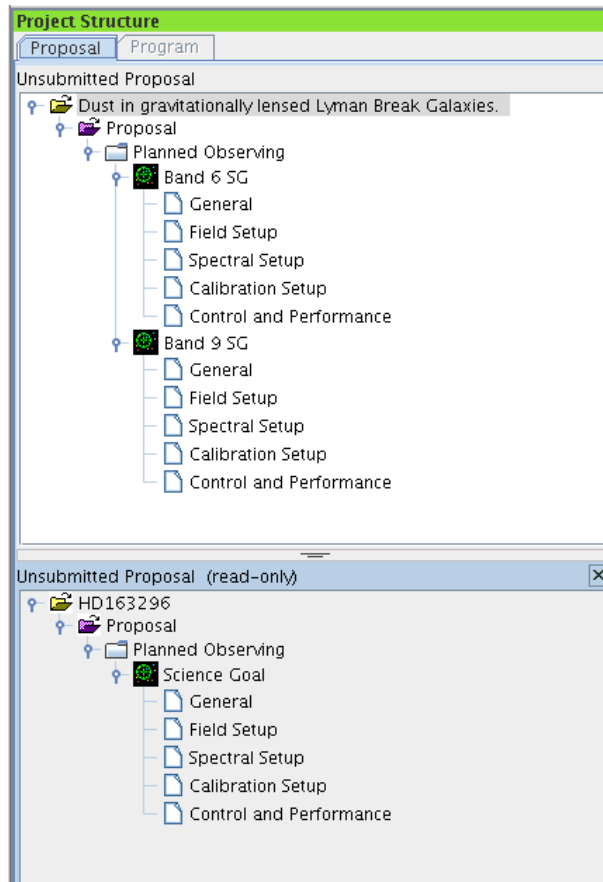 Project Structure
Proposal Program
Unsubmitted Proposal
Dust in gravitationally lensed Lyman Break Galaxies.
Proposal
Planned Observing
Band 6 SG
General
Field Setup
Spectral Setup
Calibration Setup
Control and Performance
Band 9 SG
General
Field Setup
Spectral Setup
Calibration Setup
Control and Performance
Unsubmitted Proposal (read-only)
HD163296
Proposal
Planned Observing
Science Goal
General
Field Setup
Spectral Setup
Calibration Setup
Control and Performance